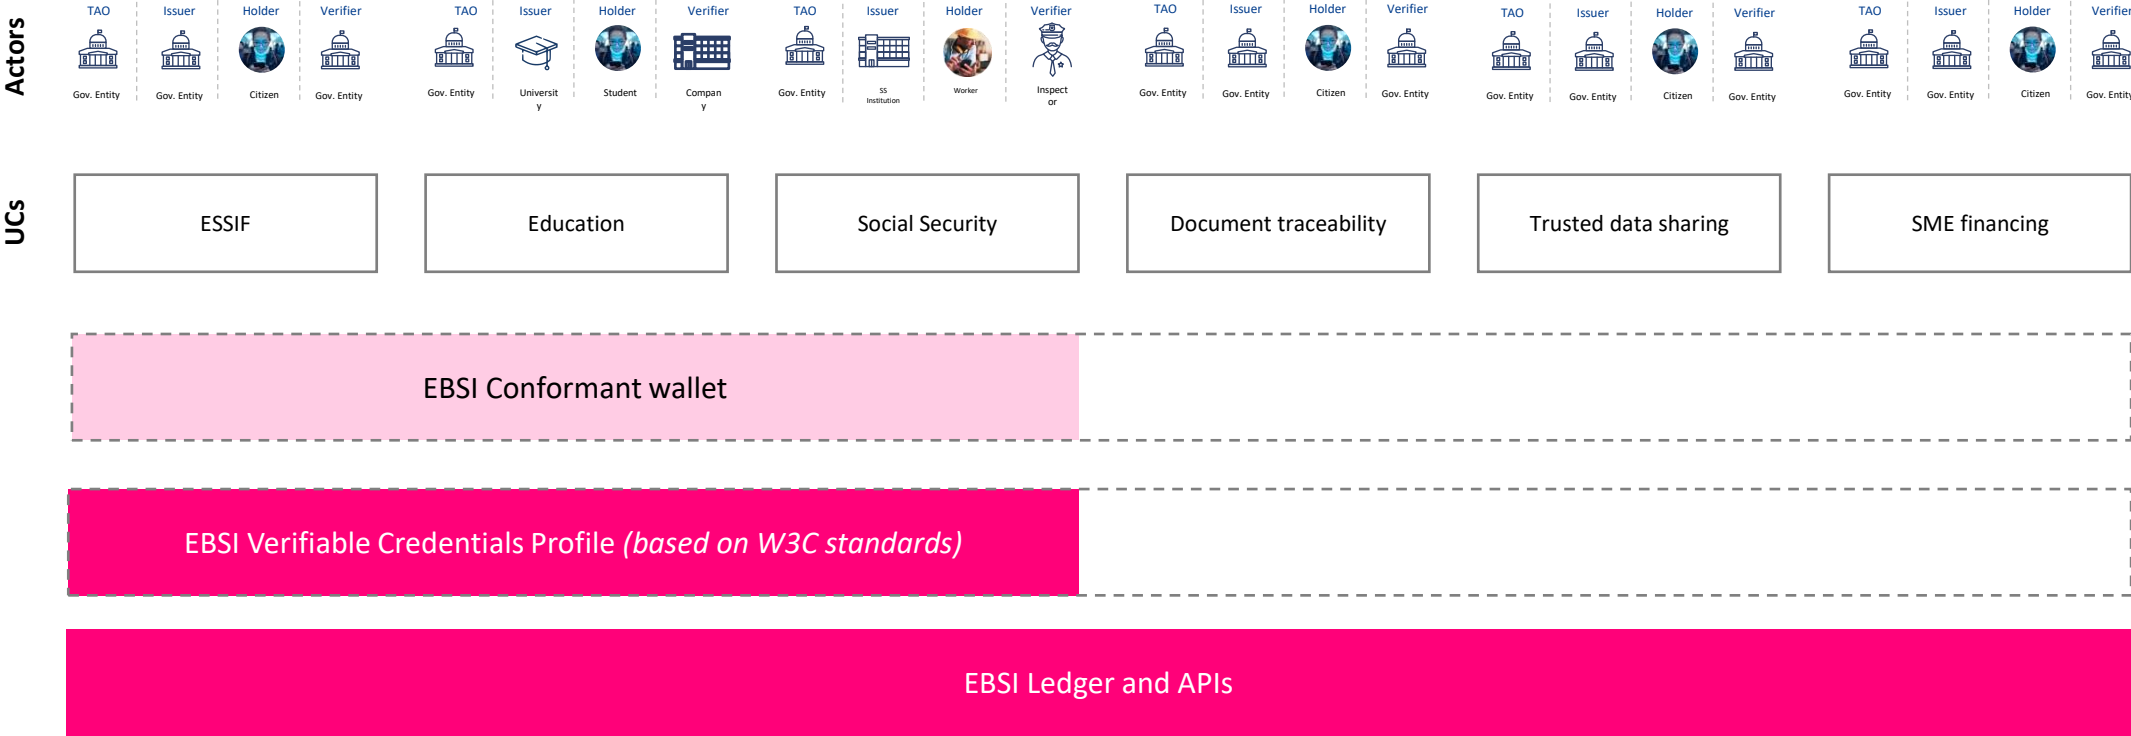 Actors
TAO Issuer Holder Verifier TAO Issuer Holder Verifier TAO Issuer Holder Verifier TAO Issuer Holder Verifier TAO Issuer Holder Verifier TAO Issuer Holder Verifier
Gov. Entity Gov. Entity Citizen Gov. Entity Gov. Entity Universit Student Compan Gov. Entity SS Worker Inspect Gov. Entity Gov. Entity Citizen Gov. Entity Gov. Entity Gov. Entity Citizen Gov. Entity Gov. Entity Gov. Entity Citizen Gov. Entity
y y Institution or
UCs
ESSIF Education Social Security Document traceability Trusted data sharing SME financing
EBSI Conformant wallet
EBSI Verifiable Credentials Profile (based on W3C standards)
EBSI Ledger and APIs